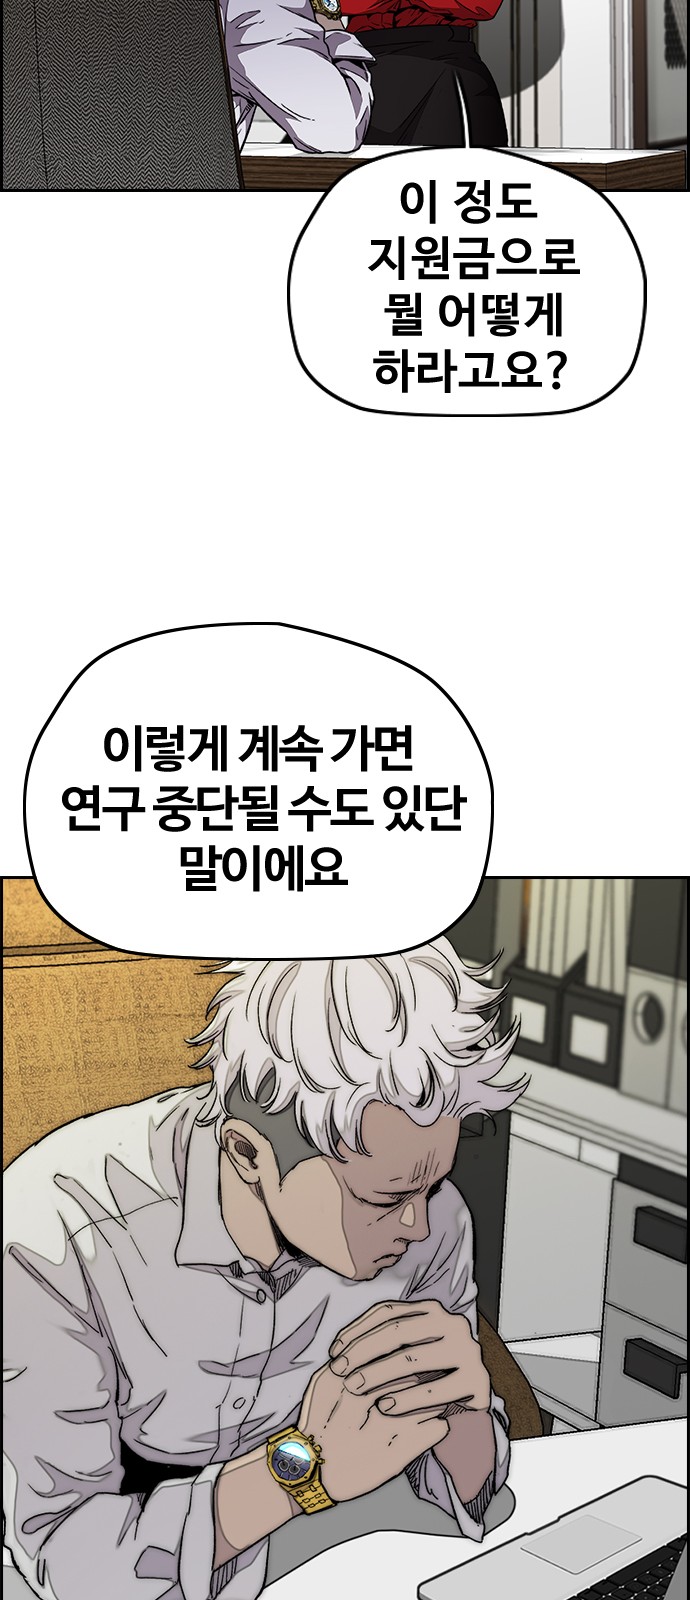 이 정도
지원금으로
뭘 어떻게
하라고요?
이렇게 계속 가면
연구 중단될 수도 있단
말이에요